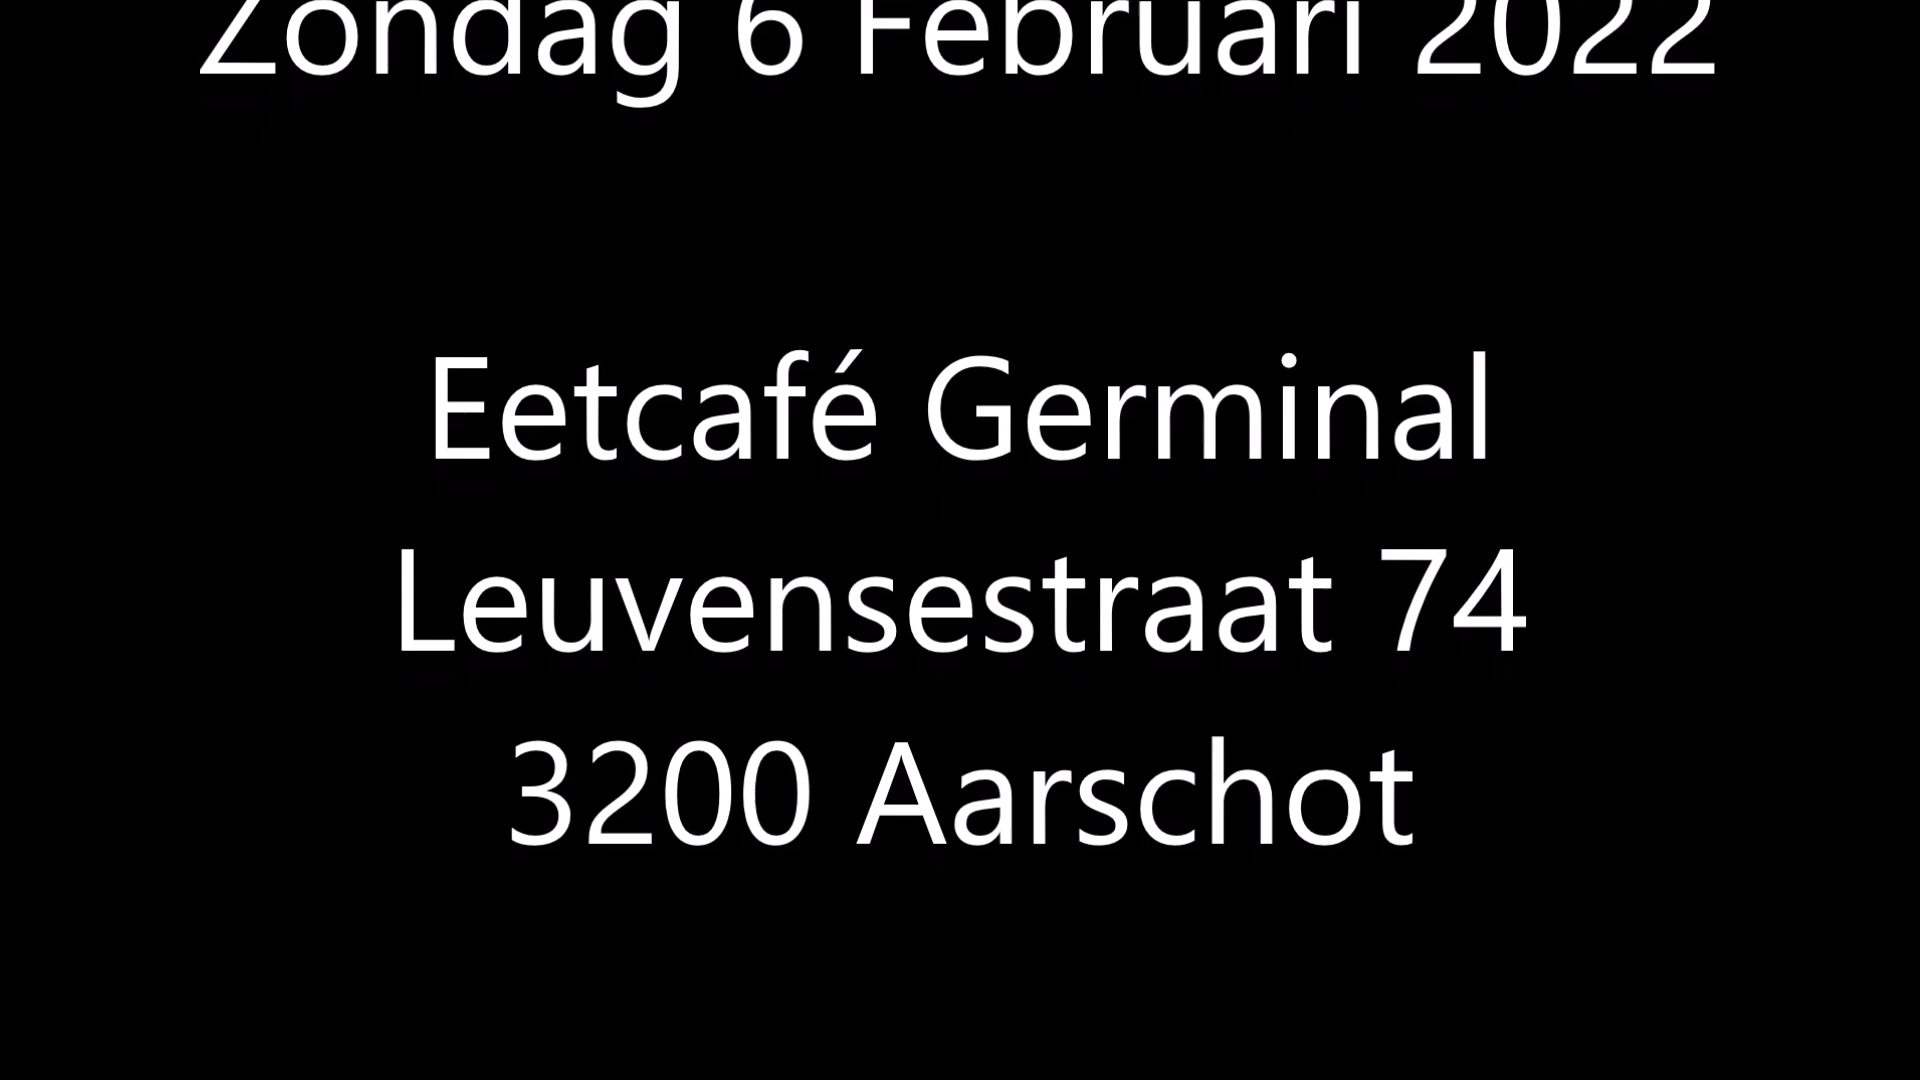 Zondag 6 Februari 2022
Eetcafé Germinal
Leuvensestraat 74
3200 Aarschot